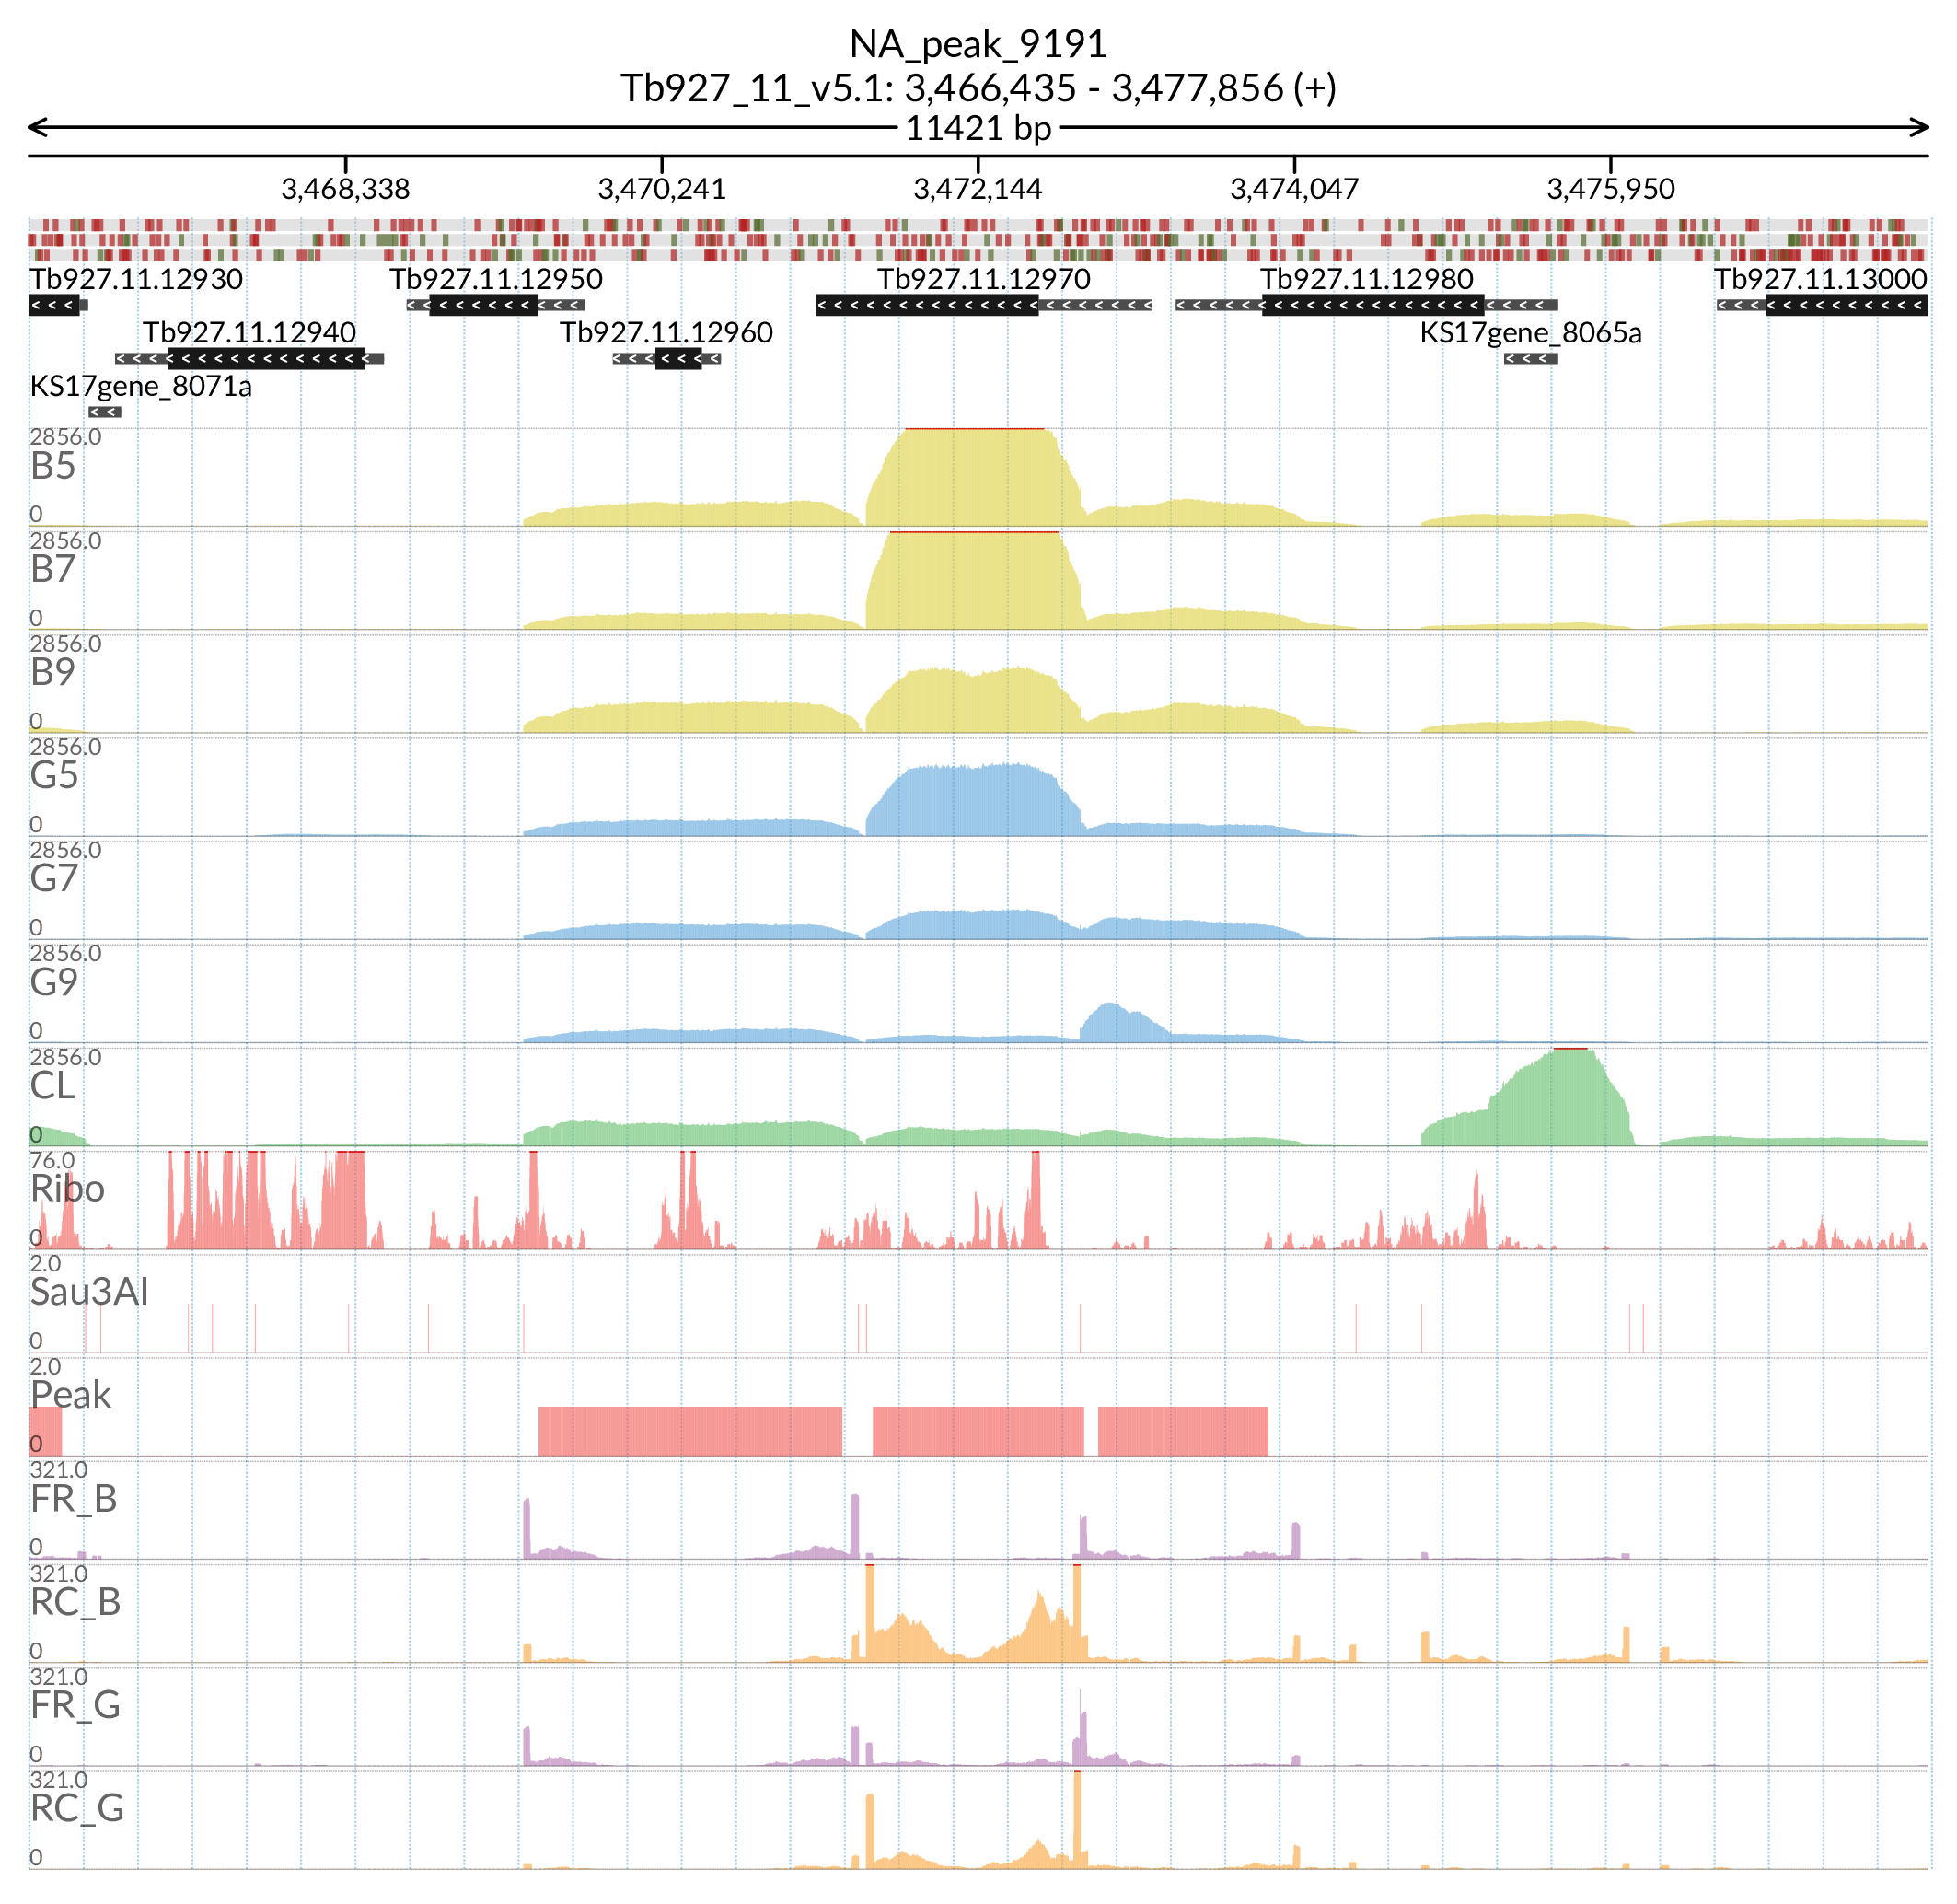 NA_peak_9191
Tb927_11_v5.1: 3,466,435 - 3,477,856 (+)
11421 bp
3,468,338 3,470,241 3,472,144 3,474,047 3,475,950
Tb927.11.12930 Tb927.11.12950 Tb927.11.12970 Tb927.11.12980 Tb927.11.13000
Tb927.11.12940 Tb927.11.12960 KS17gene_8065a
KS17gene_8071a
2856.0
B5
0
2856.0
B7
0
2856.0
B9
0
2856.0
G5
0
2856.0
G7
0
2856.0
G9
0
2856.0
CL
0
76.0
Ribo
0
2.0
Sau3AI
0
2.0
Peak
0
321.0
FR_B
0
321.0
RC_B
0
321.0
FR_G
0
321.0
RC_G
0